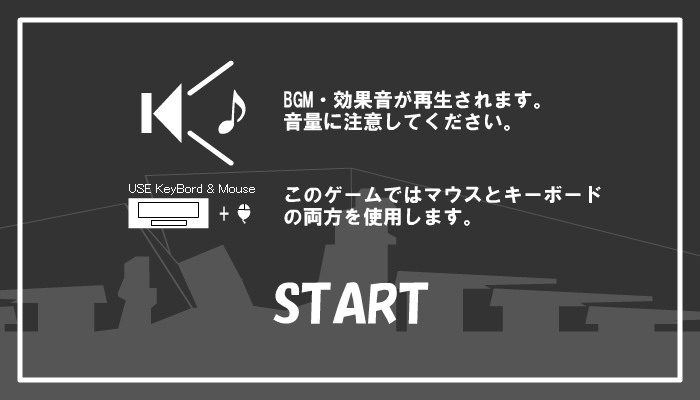 BGM・効果音が再生されます。
音量に注意してください。
USE KeyBord & Mouse
このゲームではマウスとキーボード
の両方を使用します。
START